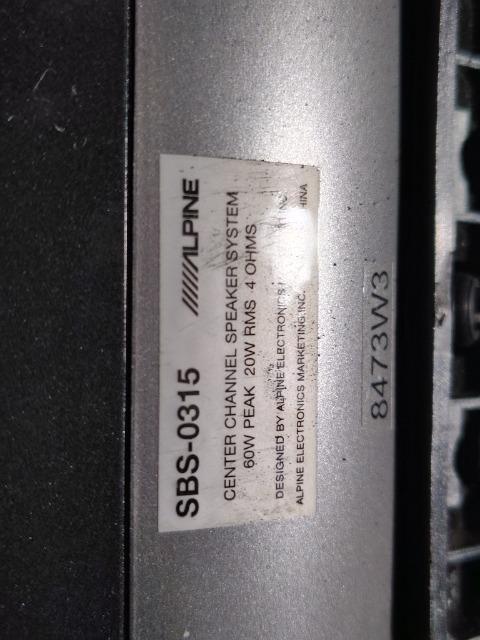 SBS-0315 ALPINE
CENTER CHANNEL SPEAKER SYSTEM
60W PEAK 20W RMS 4 OHMS
DESIGNED BY ALPINE ELECTRONICS
ALPINE ELECTRONICS MARKETING, INC.
8473W3